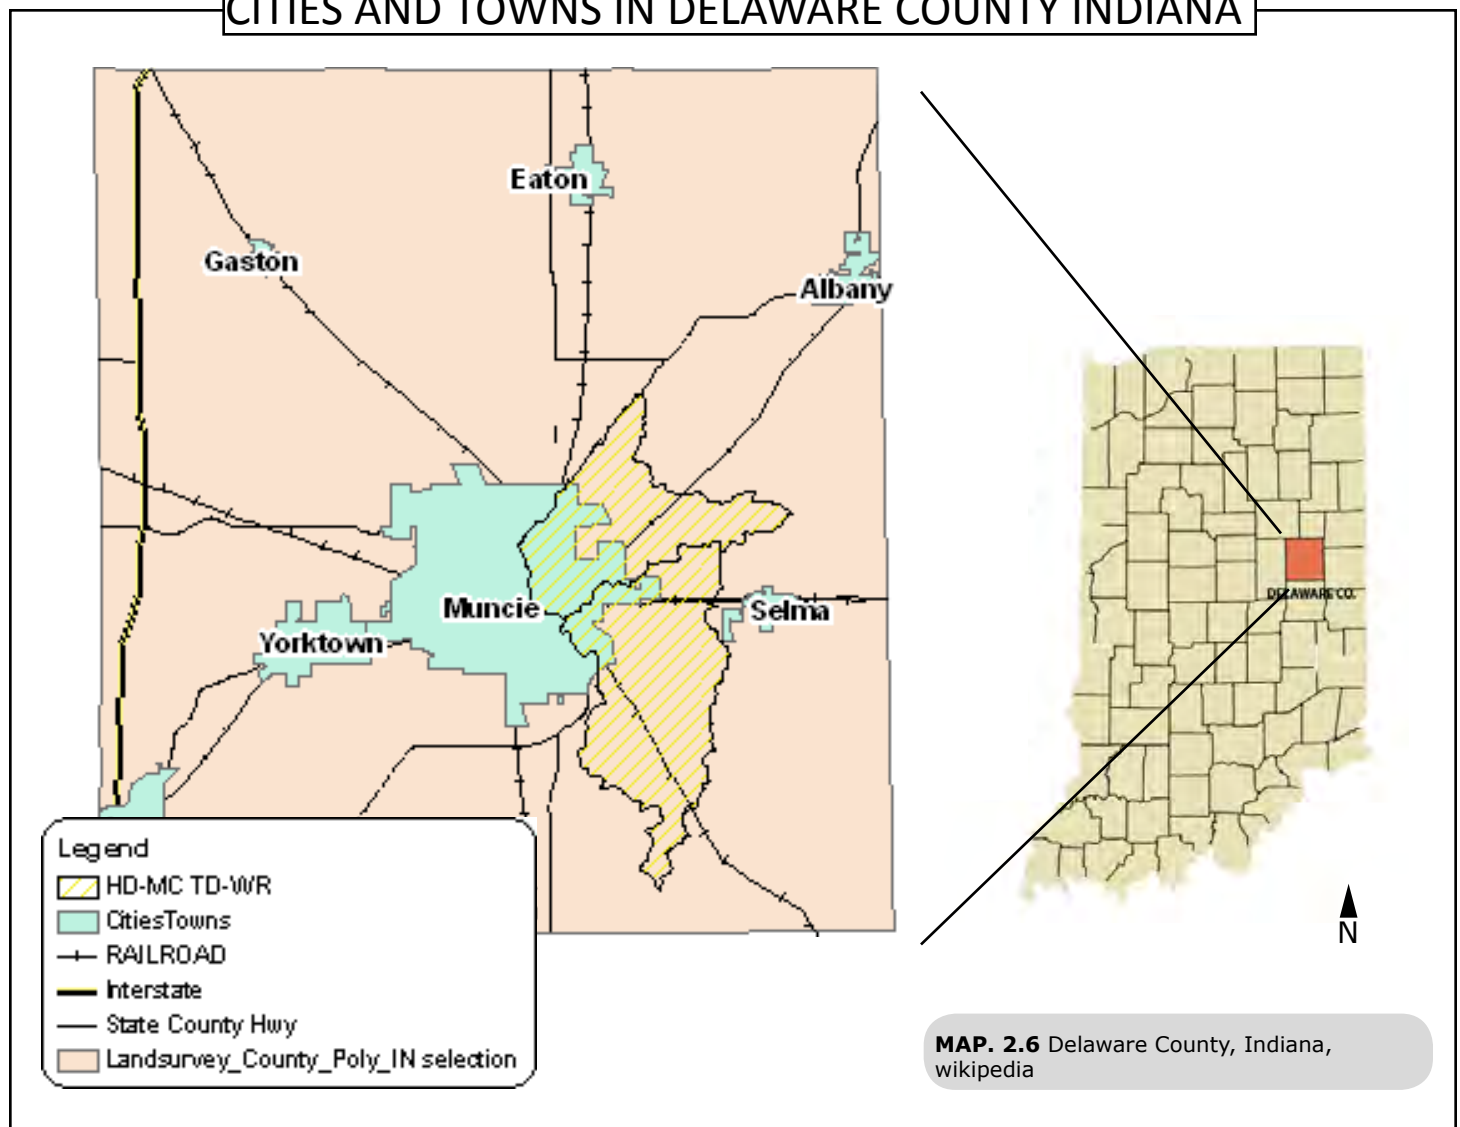 CITIES AND TOWNS IN DELAWARE COUNTY INDIANA
Eaton
Gaston
Albany
Muncie
Selma
Yorktown
DELAWARE CO.
Legend
HD-MC TD-WR
CitiesTowns
RAILROAD
Interstate
State County Hwy
Landsurvey_County_Poly_IN selection
N
MAP. 2.6 Delaware County, Indiana,
wikipedia